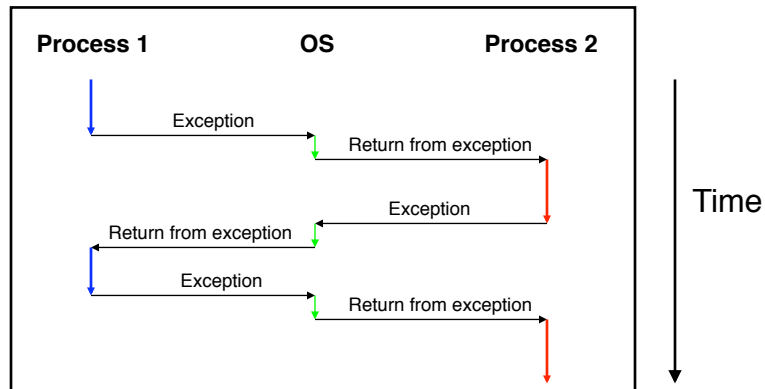 Process 1 OS Process 2
Exception
Return from exception
Time
Exception
Return from exception
Exception
Return from exception